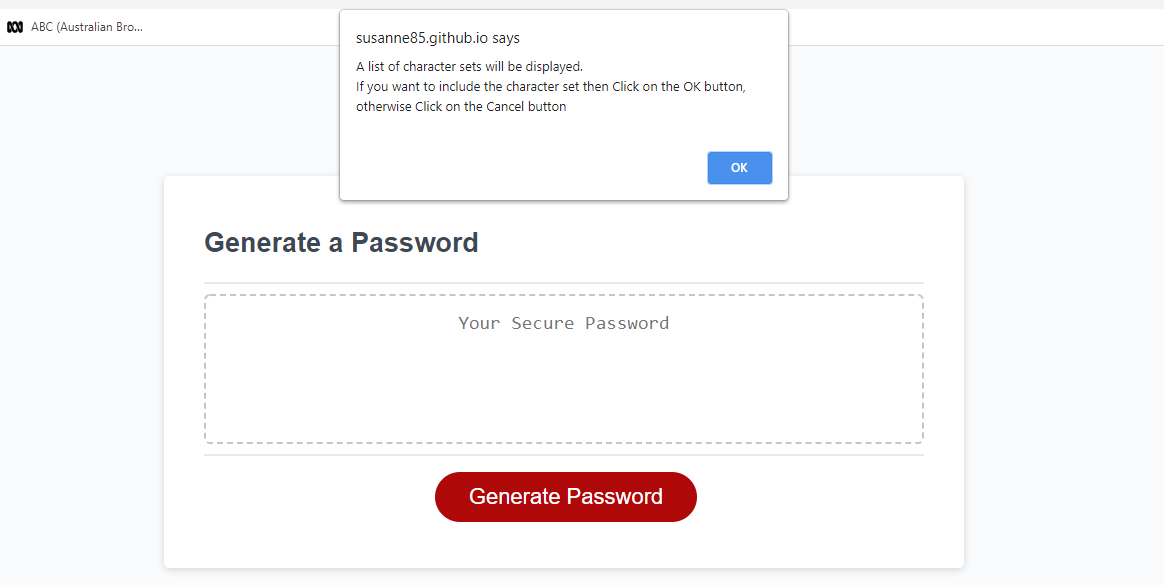 ABC (Australian Bro...
susanne85.github.io says
A list of character sets will be displayed.
If you want to include the character set then Click on the OK button,
otherwise Click on the Cancel button
OK
Generate a Password
Your Secure Password
Generate Password